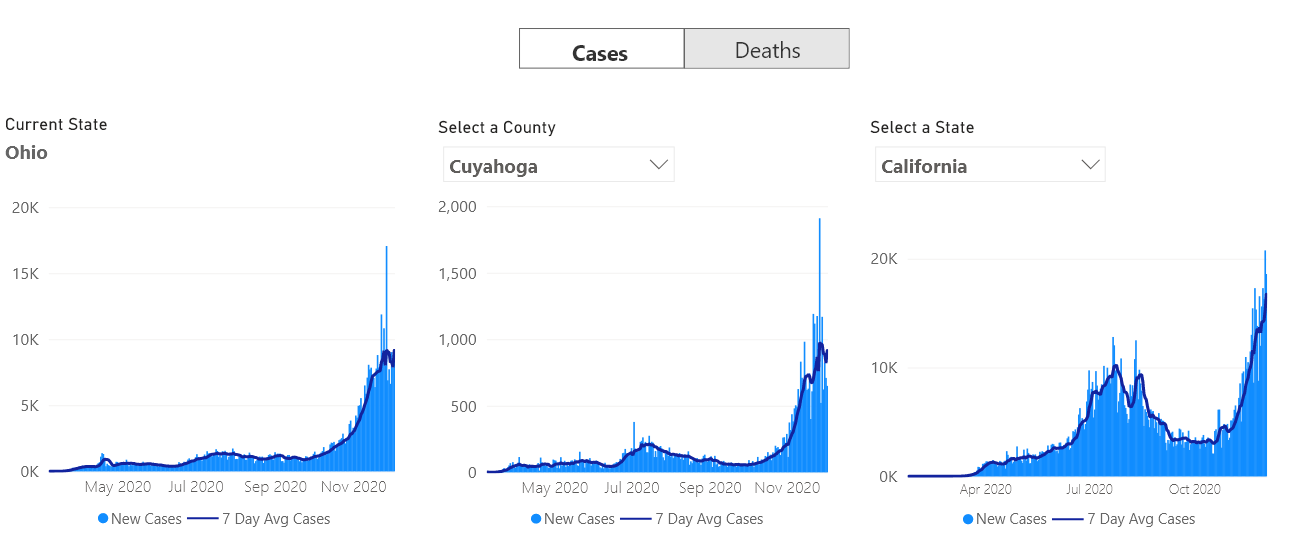 Cases Deaths
Current State
Ohio
20K
15K
10K
5K
0K
May 2020 Jul 2020 Sep 2020 Nov 2020
New Cases 7 Day Avg Cases
Select a County
Cuyahoga
2,000
1,500
1,000
500
0
May 2020 Jul 2020 Sep 2020 Nov 2020
New Cases 7 Day Avg Cases
Select a State
California
20K
10K
0K
Apr 2020 Jul 2020 Oct 2020
New Cases 7 Day Avg Cases